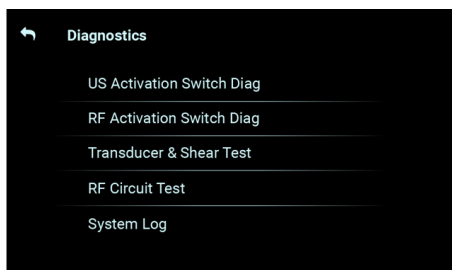 Diagnostics
US Activation Switch Diag
RF Activation Switch Diag
Transducer & Shear Test
RF Circuit Test
System Log